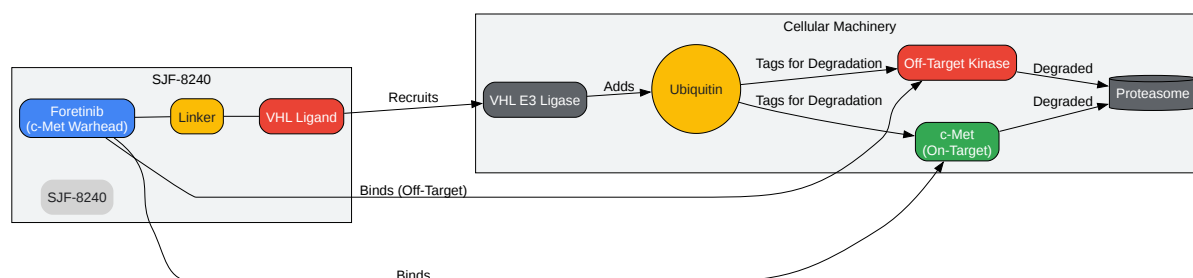 Cellular Machinery
SJF-8240
Foretinib
(c-Met Warhead)
Linker
VHL Ligand
Recruits
VHL E3 Ligase
Adds
Ubiquitin
Tags for Degradation
Tags for Degradation
Off-Target Kinase
c-Met
(On-Target)
Degraded
Degraded
Proteasome
SJF-8240
Binds (Off-Target)
Binds